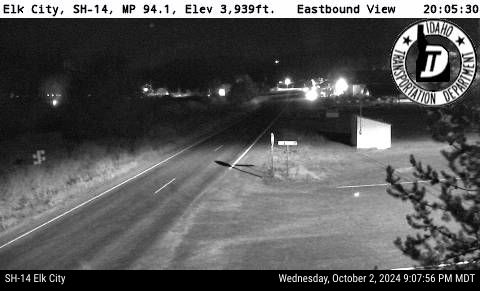 Elk City, SH-14, MP 94.1, Elev 3,939ft. Eastbound View 20:05:30
IDAHO
TRANSPORTATION DEPARTMENT
SH-14 Elk City Wednesday, October 2, 2024 9:07:56 PM MDT